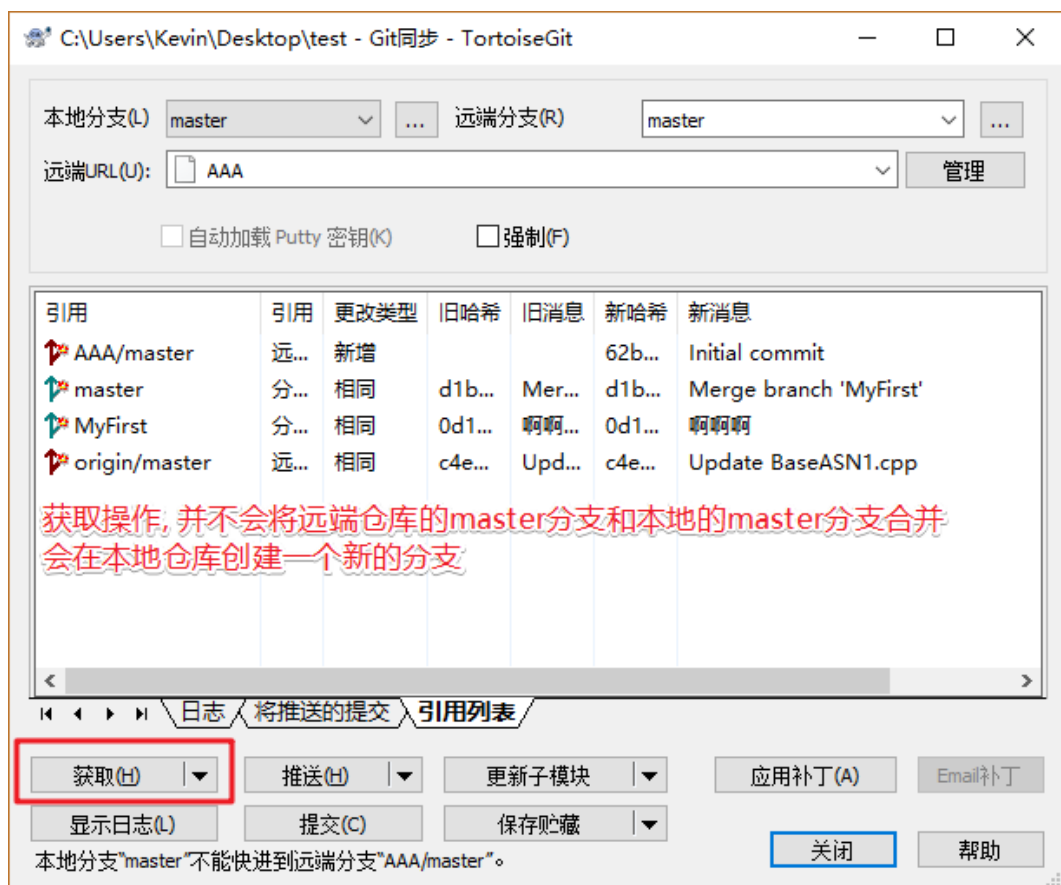 C:\Users\Kevin\Desktop\test - Git同步 - TortoiseGit
本地分支(L) master ... 远端分支(R) master ...
远端URL(U): AAA 管理
自动加载 Putty 密钥(K) 强制(F)
引用 引用 更改类型 旧哈希 旧消息 新哈希 新消息
AAA/master 远... 新增 62b... Initial commit
master 分... 相同 d1b... Mer... d1b... Merge branch 'MyFirst'
MyFirst 分... 相同 0d1... 啊啊... 0d1... 啊啊啊
origin/master 远... 相同 c4e... Upd... c4e... Update BaseASN1.cpp
获取操作, 并不会将远端仓库的master分支和本地的master分支合并
会在本地仓库创建一个新的分支
日志 将推送的提交 引用列表
获取(H) 推送(H) 更新子模块 应用补丁(A) Email补丁
显示日志(L) 提交(C) 保存贮藏
本地分支“master”不能快进到远端分支“AAA/master”。 关闭 帮助